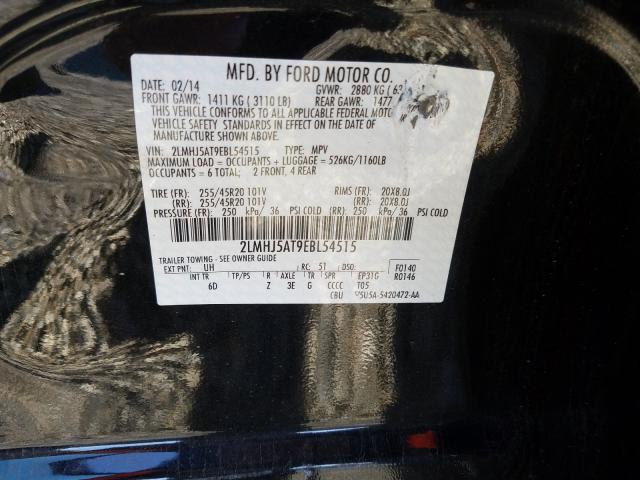 MFD. BY FORD MOTOR CO.
DATE: 02/14 GVWR: 2880 KG (
FRONT GAWR: 1411 KG ( 3110 LB) REAR GAWR: 1477
THIS VEHICLE CONFORMS TO ALL APPLICABLE FEDERAL
VEHICLE SAFETY STANDARDS IN EFFECT ON THE DATE OF
MANUFACTURE SHOWN ABOVE.
VIN: 2LMHJ5AT9EBL54515 TYPE: MPV
MAXIMUM LOAD = OCCUPANTS + LUGGAGE = 526KG/1160LB
OCCUPANTS = 6 TOTAL; 2 FRONT, 4 REAR
TIRE (FR): 255/45R20 101V RIMS (FR): 20X8.0J
(RR): 255/45R20 101V (RR): 20X8.0J
PRESSURE (FR): 250 kPa/ 36 PSI COLD (RR): 250 kPa/ 36 PSI COLD
2LMHJ5AT9EBL54515
TRAILER TOWING - SEE OWNER GUIDE
EXT PNT: UH RC: 51 DSO: F0140
INT TR TP/PS R AXLE TR SPR EP31G R0146
6D Z 3E G CCCC T05
CBU 5U5A-5420472-AA